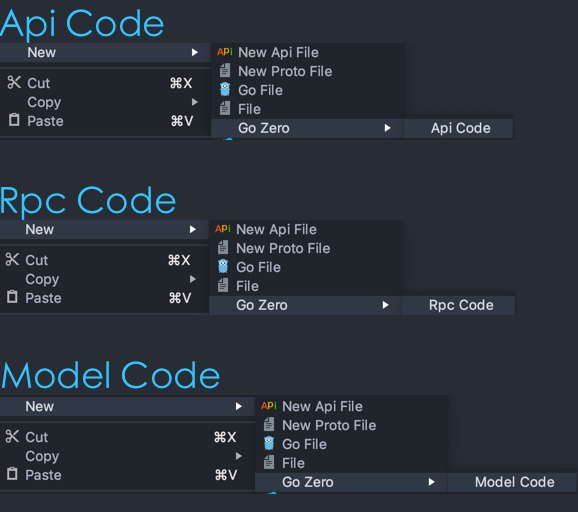 Api Code
New ▶ APi New Api File
New Proto File
Cut ⌘X Go File
Copy ▶ File
Paste ⌘V Go Zero ▶ Api Code
Rpc Code
New ▶ APi New Api File
New Proto File
Cut ⌘X Go File
Copy ▶ File
Paste ⌘V Go Zero ▶ Rpc Code
Model Code
New ▶ APi New Api File
New Proto File
Cut ⌘X Go File
Copy ▶ File
Paste ⌘V Go Zero ▶ Model Code